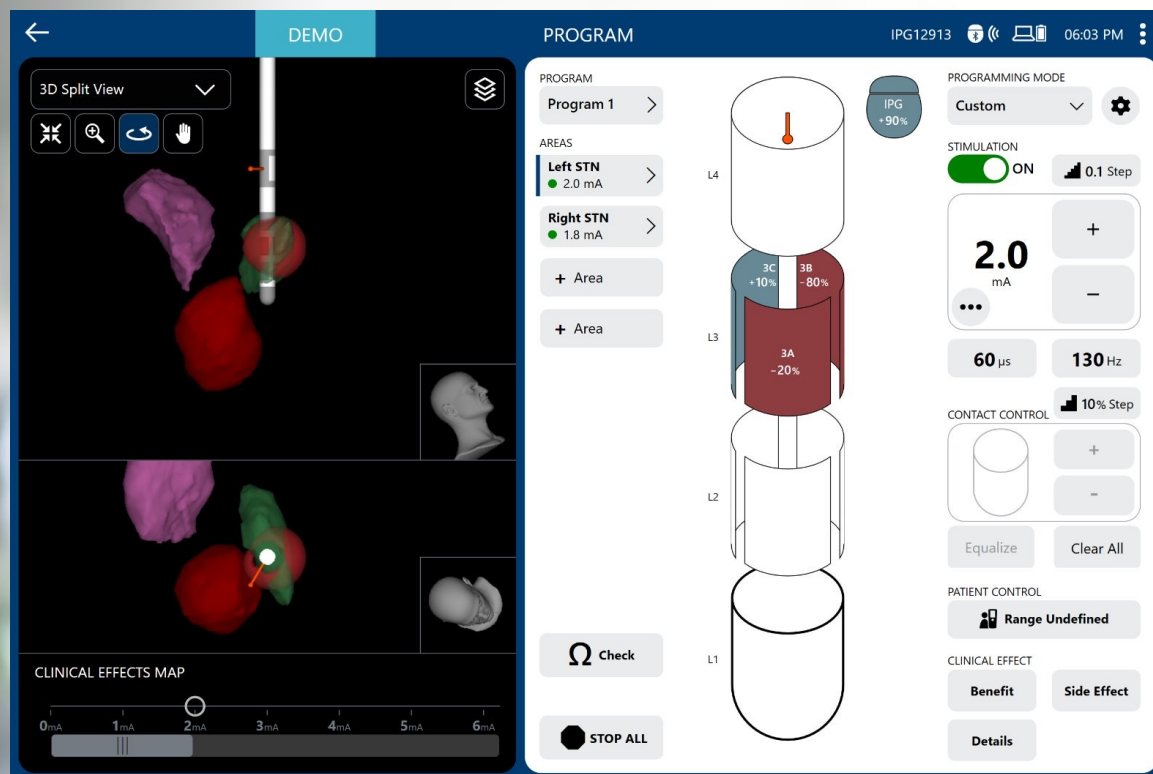 DEMO
PROGRAM
IPG12913
06:03 PM
3D Split View
CLINICAL EFFECTS MAP
0mA 1mA 2mA 3mA 4mA 5mA 6mA
PROGRAM
Program 1
AREAS
Left STN
2.0 mA
Right STN
1.8 mA
+ Area
+ Area
Ω Check
STOP ALL
IPG
+90%
L4
3C
+10%
3B
-80%
L3
3A
-20%
L2
L1
PROGRAMMING MODE
Custom
STIMULATION
ON
0.1 Step
2.0
mA
+
−
60 µs
130 Hz
10% Step
CONTACT CONTROL
+
-
Equalize
Clear All
PATIENT CONTROL
Range Undefined
CLINICAL EFFECT
Benefit
Side Effect
Details